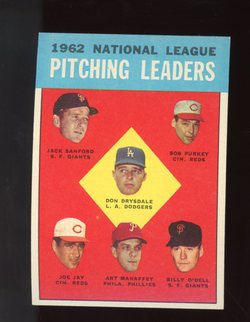 1962 NATIONAL LEAGUE
PITCHING LEADERS
JACK SANFORD
S. F. GIANTS
BOB PURKEY
CIN. REDS
DON DRYSDALE
L. A. DODGERS
JOE JAY
CIN. REDS
ART MAHAFFEY
PHILA. PHILLIES
BILLY O'DELL
S. F. GIANTS